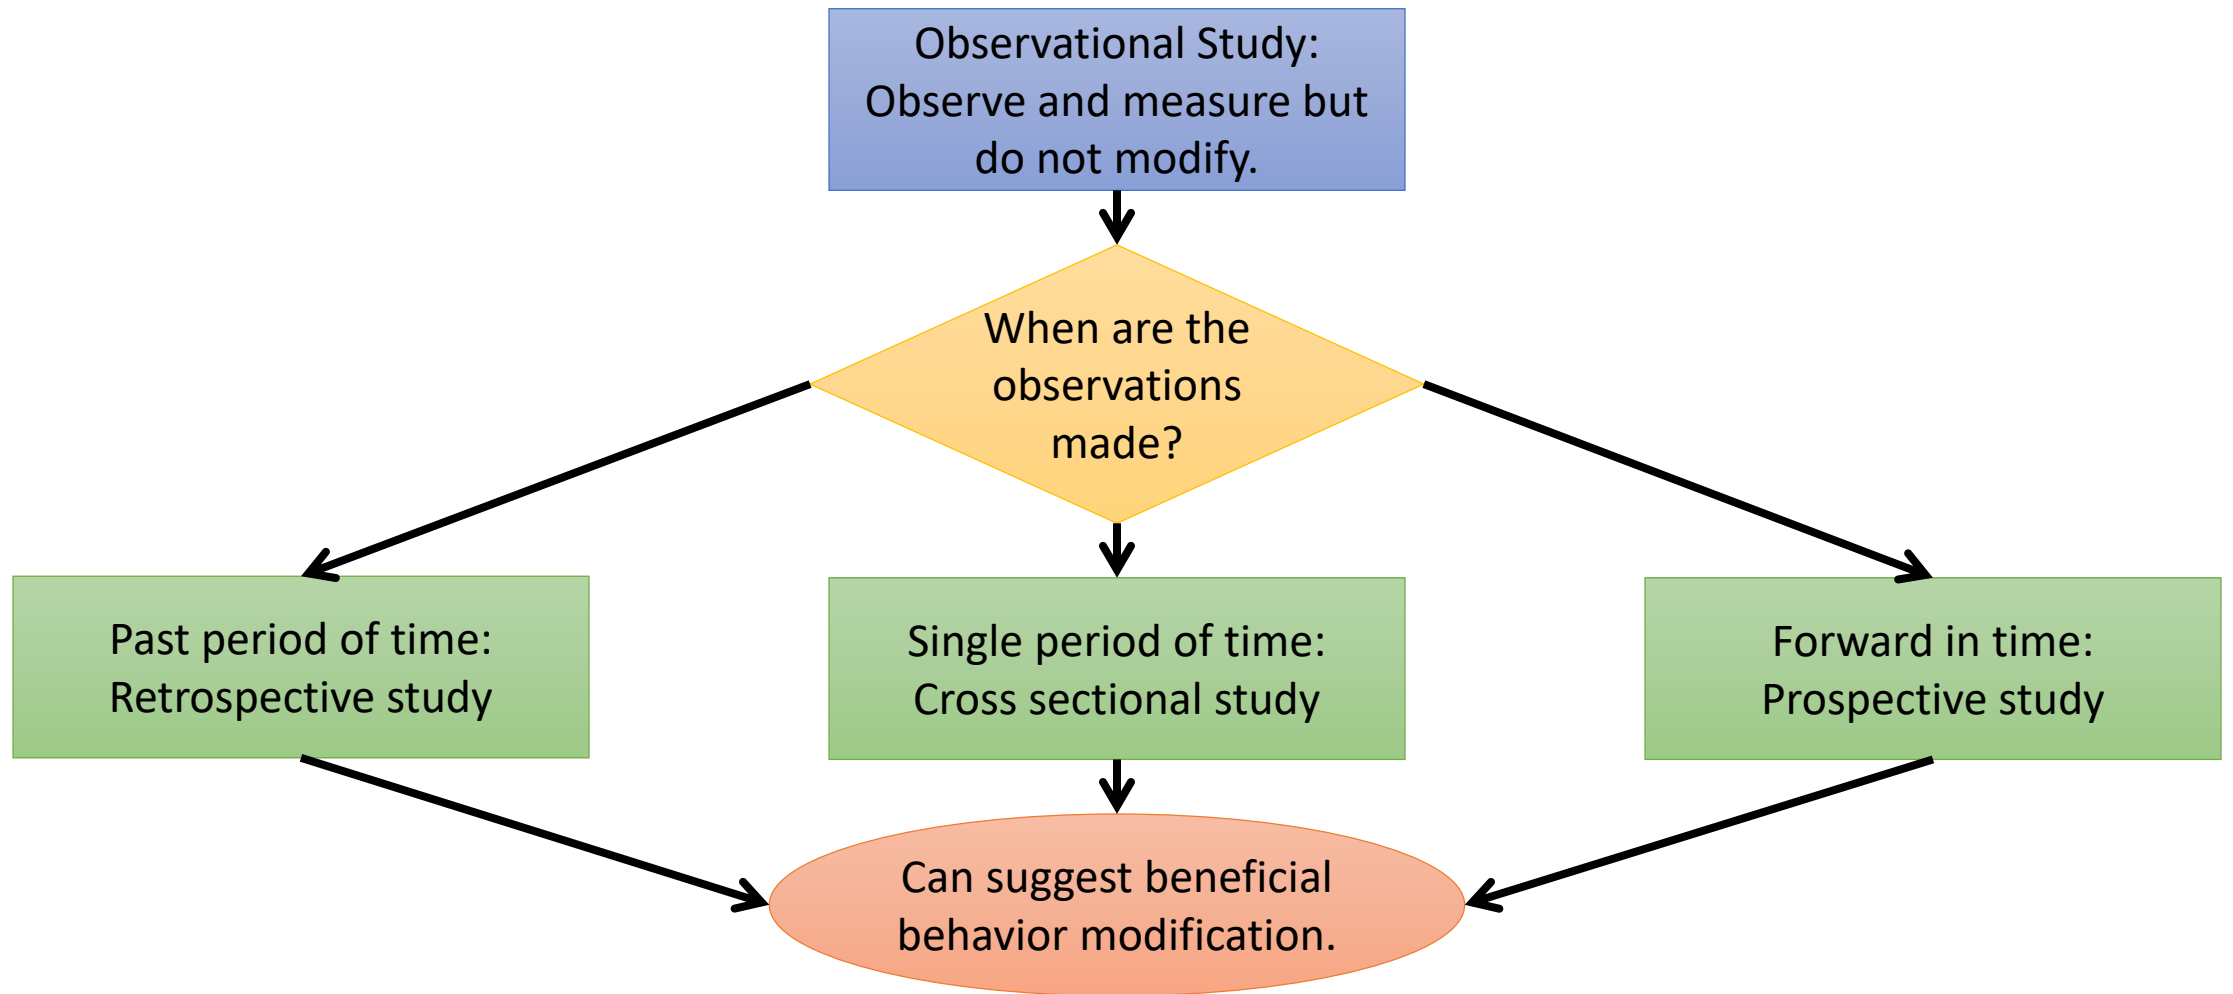 Observational Study:
Observe and measure but
do not modify.
When are the
observations
made?
Past period of time:
Retrospective study
Single period of time:
Cross sectional study
Forward in time:
Prospective study
Can suggest beneficial
behavior modification.